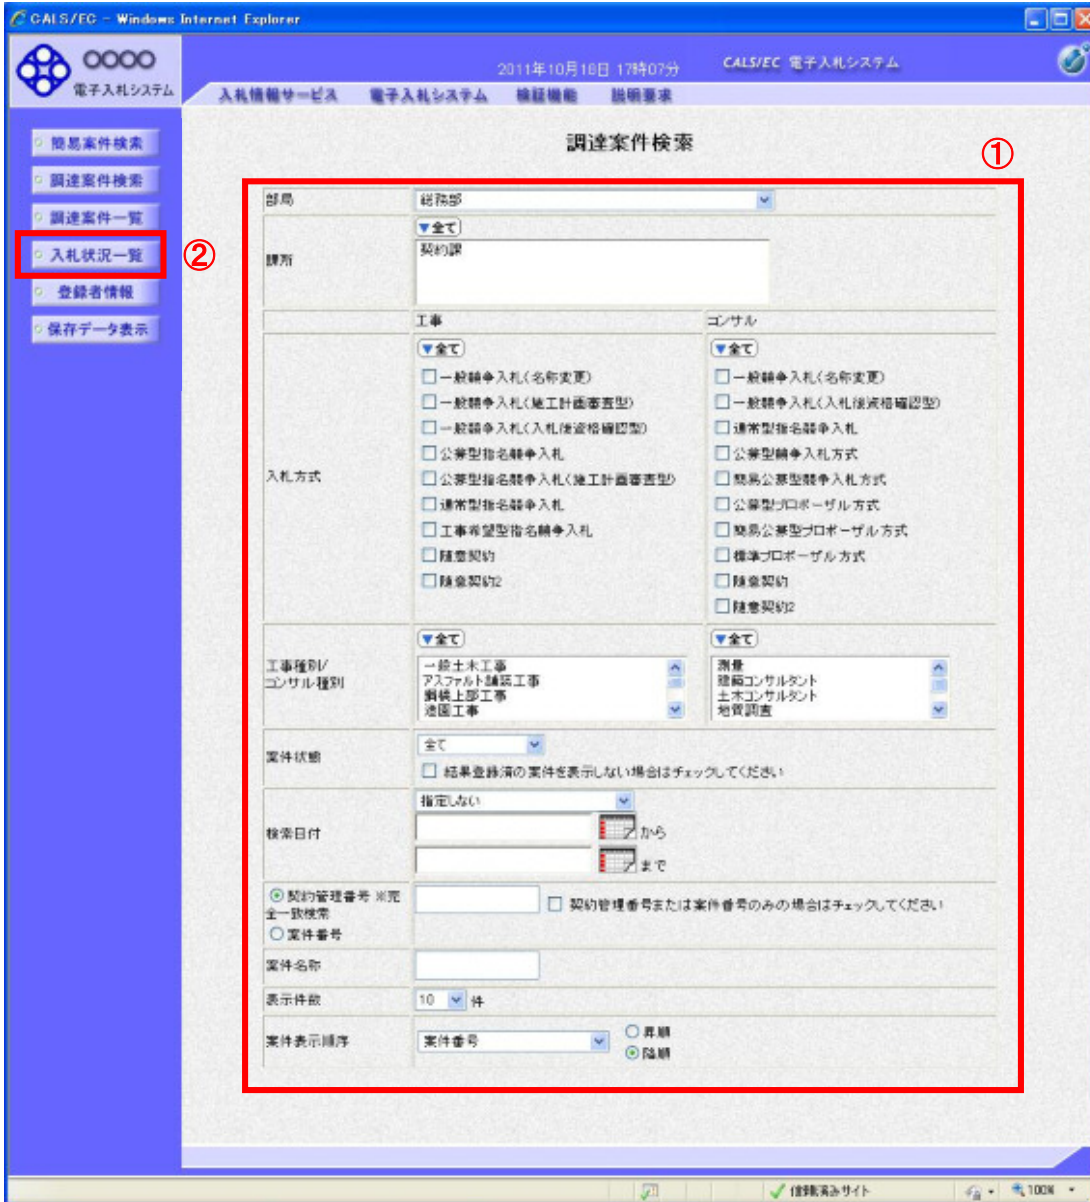 CALS/EC - Windows Internet Explorer
○○○○
電子入札システム
2011年10月18日 17時07分
CALS/EC 電子入札システム
入札情報サービス 電子入札システム 検証機能 説明要求
簡易案件検索
調達案件検索
調達案件一覧
入札状況一覧
登録者情報
保存データ表示
②
調達案件検索
①
部局 総務部
▼全て
課所 契約課
工事 コンサル
▼全て ▼全て
入札方式
□一般競争入札(名称変更) □一般競争入札(名称変更)
□一般競争入札(施工計画審査型) □一般競争入札(入札後資格確認型)
□一般競争入札(入札後資格確認型) □通常型指名競争入札
□公募型指名競争入札 □公募型競争入札方式
□公募型指名競争入札(施工計画審査型) □簡易公募型競争入札方式
□通常型指名競争入札 □公募型プロポーザル方式
□工事希望型指名競争入札 □簡易公募型プロポーザル方式
□随意契約 □標準プロポーザル方式
□随意契約2 □随意契約
□随意契約2
▼全て ▼全て
工事種別/
コンサル種別
一般土木工事 測量
アスファルト舗装工事 建築コンサルタント
鋼橋上部工事 土木コンサルタント
造園工事 地質調査
案件状態 全て
□ 結果登録済の案件を表示しない場合はチェックしてください
検索日付 指定しない
から
まで
契約管理番号 ※完
全一致検索
案件番号
□ 契約管理番号または案件番号のみの場合はチェックしてください
案件名称
表示件数 10 件
案件表示順序 案件番号
昇順
降順
信頼済みサイト 100%